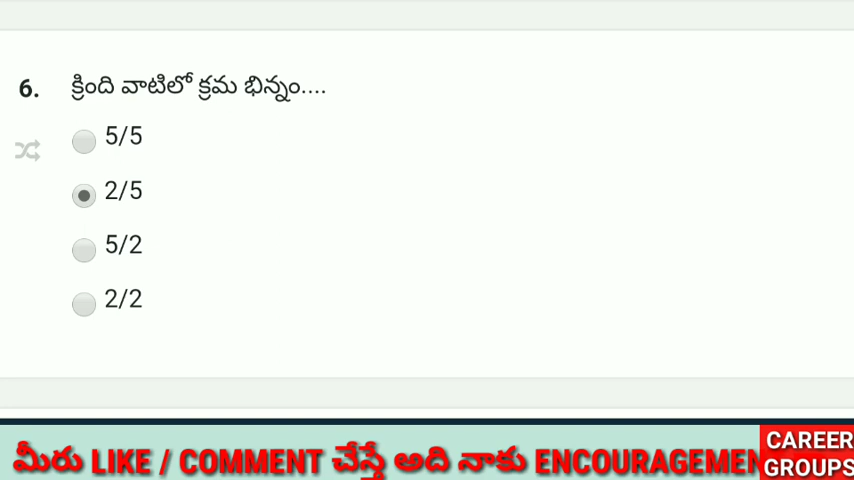 6. క్రింది వాటిలో క్రమ భిన్నం....
5/5
2/5
5/2
2/2
మీరు LIKE / COMMENT చేస్తే అది నాకు ENCOURAGEMEN
CAREER
GROUPS